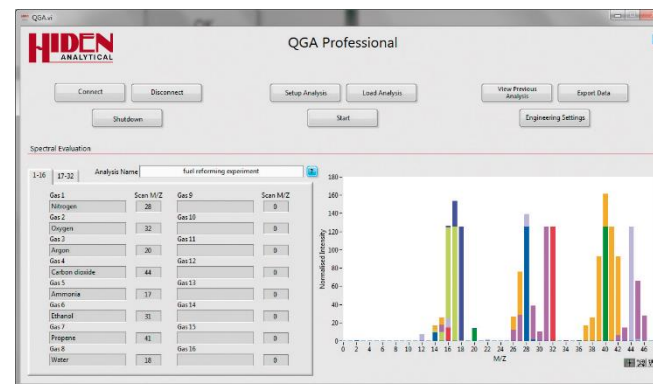 QGA.vi
HIDEN
ANALYTICAL
QGA Professional
Connect
Disconnect
Setup Analysis
Load Analysis
View Previous
Analysis
Export Data
Shutdown
Start
Engineering Settings
Spectral Evaluation
1-16
17-32
Analysis Name
fuel reforming experiment
Gas 1
Scan M/Z
Gas 9
Scan M/Z
Nitrogen
28
0
Gas 2
Gas 10
Oxygen
32
0
Gas 3
Gas 11
Argon
20
0
Gas 4
Gas 12
Carbon dioxide
44
0
Gas 5
Gas 13
Ammonia
17
0
Gas 6
Gas 14
Ethanol
31
0
Gas 7
Gas 15
Propene
41
0
Gas 8
Gas 16
Water
18
0
Normalised Intensity
180-
160-
140-
120-
100-
80-
60-
40-
20-
0-
0 2 4 6 8 10 12 14 16 18 20 22 24 26 28 30 32 34 36 38 40 42 44 46
M/Z